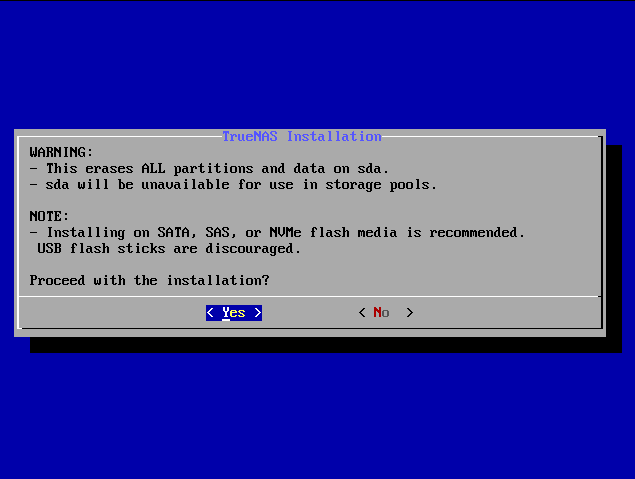 TrueNAS Installation
WARNING:
- This erases ALL partitions and data on sda.
- sda will be unavailable for use in storage pools.
NOTE:
- Installing on SATA, SAS, or NVMe flash media is recommended.
USB flash sticks are discouraged.
Proceed with the installation?
< Yes > < No >